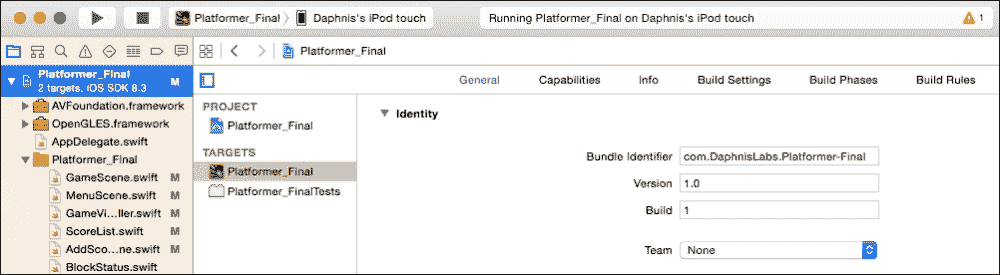 Platformer_Final
Daphnis's iPod touch
Running Platformer_Final on Daphnis's iPod touch
1
Platformer_Final
Platformer_Final M
2 targets, iOS SDK 8.3
General Capabilities Info Build Settings Build Phases Build Rules
AVFoundation.framework
OpenGLES.framework
AppDelegate.swift
Platformer_Final
GameScene.swift M
MenuScene.swift M
GameVi...ller.swift M
ScoreList.swift M
AddSco...ne.swift M
BlockStatus.swift
PROJECT
Platformer_Final
TARGETS
Platformer_Final
Platformer_FinalTests
Identity
Bundle Identifier com.DaphnisLabs.Platformer-Final
Version 1.0
Build 1
Team None